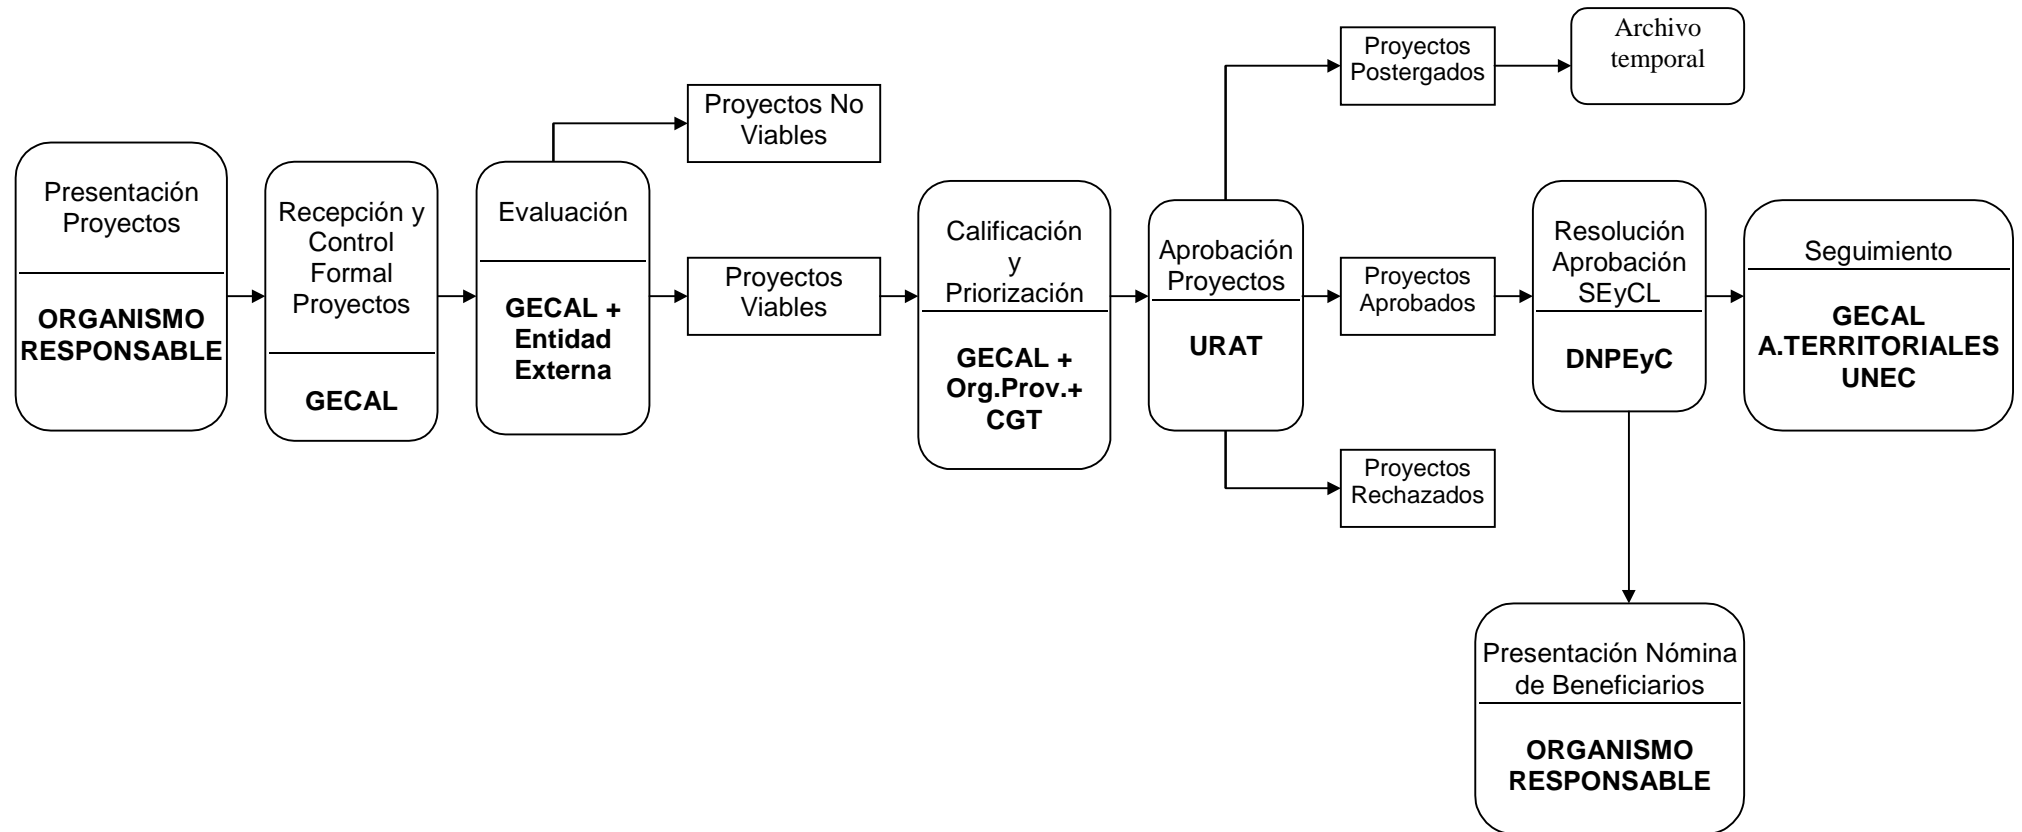 Presentación
Proyectos
ORGANISMO
RESPONSABLE
Recepción y
Control
Formal
Proyectos
GECAL
Evaluación
GECAL +
Entidad
Externa
Proyectos No
Viables
Proyectos
Viables
Calificación
y
Priorización
GECAL +
Org.Prov.+
CGT
Aprobación
Proyectos
URAT
Proyectos
Postergados
Archivo
temporal
Proyectos
Aprobados
Proyectos
Rechazados
Resolución
Aprobación
SEyCL
DNPEyC
Seguimiento
GECAL
A.TERRITORIALES
UNEC
Presentación Nómina
de Beneficiarios
ORGANISMO
RESPONSABLE